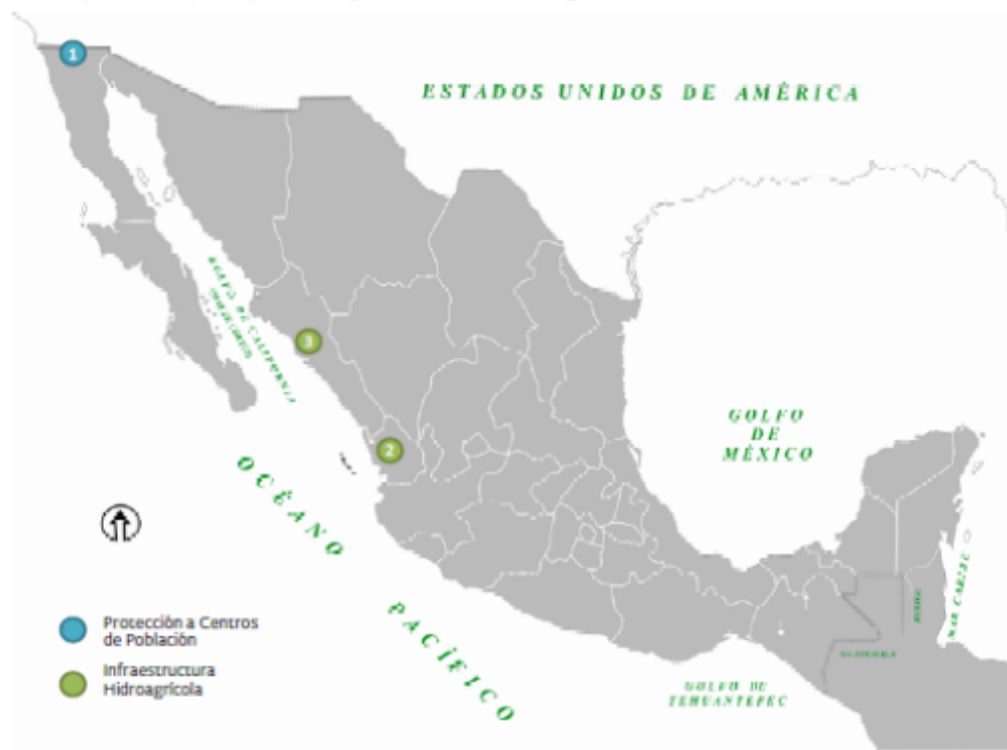 1
ESTADOS UNIDOS DE AMÉRICA
GOLFO DE CALIFORNIA
3
GOLFO
DE
MÉXICO
2
OCÉANO
PACÍFICO
MAR CARIBE
GOLFO DE
TEHUANTEPEC
Protección a Centros
de Población
Infraestructura
Hidroagrícola